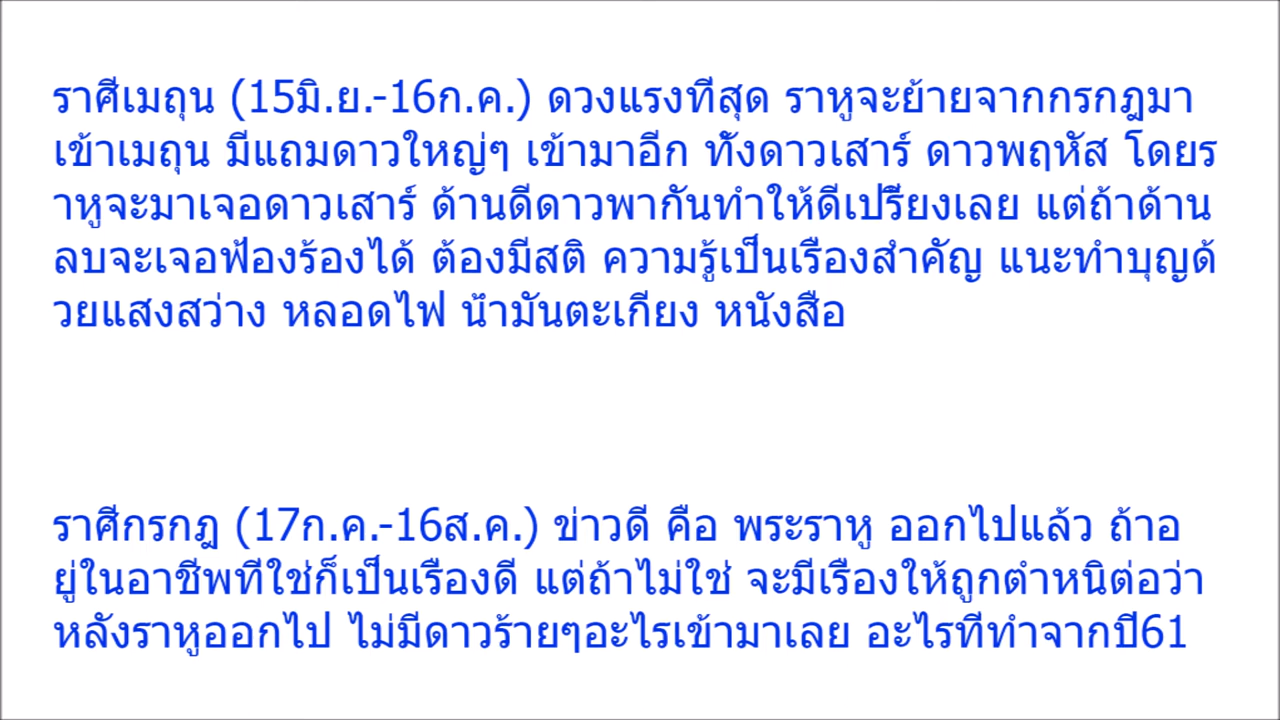 ราศีเมถุน (15มิ.ย.-16ก.ค.) ดวงแรงที่สุด ราหูจะย้ายจากกรกฎมา
เข้าเมถุน มีแถมดาวใหญ่ๆ เข้ามาอีก ทั้งดาวเสาร์ ดาวพฤหัส โดยร
าหูจะมาเจอดาวเสาร์ ด้านดีดาวพากันทำให้ดีเปรี้ยงเลย แต่ถ้าด้าน
ลบจะเจอฟ้องร้องได้ ต้องมีสติ ความรู้เป็นเรื่องสำคัญ แนะทำบุญด้
วยแสงสว่าง หลอดไฟ น้ำมันตะเกียง หนังสือ
ราศีกรกฎ (17ก.ค.-16ส.ค.) ข่าวดี คือ พระราหู ออกไปแล้ว ถ้าอ
ยู่ในอาชีพที่ใช่ก็เป็นเรื่องดี แต่ถ้าไม่ใช่ จะมีเรื่องให้ถูกตำหนิต่อว่า
หลังราหูออกไป ไม่มีดาวร้ายๆอะไรเข้ามาเลย อะไรที่ทำจากปี61